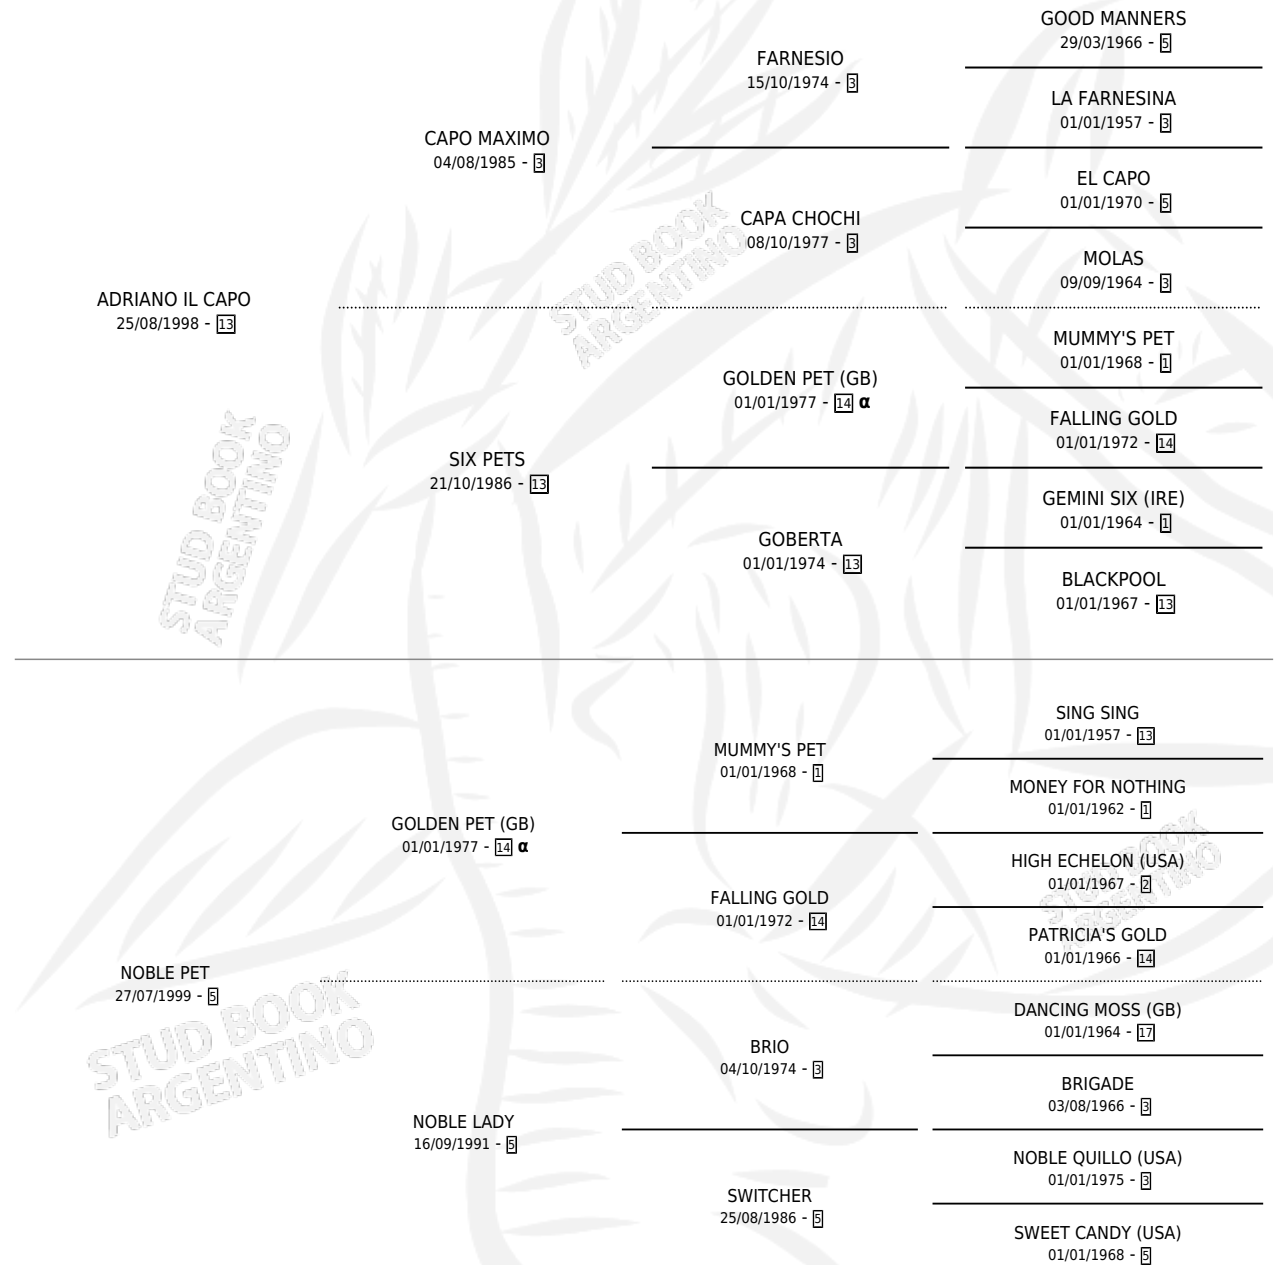 GOOD MANNERS
29/03/1966 - 5
FARNESIO
15/10/1974 - 3
LA FARNESINA
01/01/1957 - 3
CAPO MAXIMO
04/08/1985 - 3
EL CAPO
01/01/1970 - 5
CAPA CHOCHI
08/10/1977 - 3
MOLAS
09/09/1964 - 3
ADRIANO IL CAPO
25/08/1998 - 13
MUMMY'S PET
01/01/1968 - 1
GOLDEN PET (GB)
01/01/1977 - 14 α
FALLING GOLD
01/01/1972 - 14
SIX PETS
21/10/1986 - 13
GEMINI SIX (IRE)
01/01/1964 - 1
GOBERTA
01/01/1974 - 13
BLACKPOOL
01/01/1967 - 13
SING SING
01/01/1957 - 13
MUMMY'S PET
01/01/1968 - 1
MONEY FOR NOTHING
01/01/1962 - 1
GOLDEN PET (GB)
01/01/1977 - 14 α
HIGH ECHELON (USA)
01/01/1967 - 2
FALLING GOLD
01/01/1972 - 14
PATRICIA'S GOLD
01/01/1966 - 14
NOBLE PET
27/07/1999 - 5
DANCING MOSS (GB)
01/01/1964 - 17
BRIO
04/10/1974 - 3
BRIGADE
03/08/1966 - 3
NOBLE LADY
16/09/1991 - 5
NOBLE QUILLO (USA)
01/01/1975 - 3
SWITCHER
25/08/1986 - 5
SWEET CANDY (USA)
01/01/1968 - 5
STUD BOOK
ARGENTINO
STUD BOOK
ARGENTINO
STUD BOOK
ARGENTINO
STUD BOOK
ARGENTINO